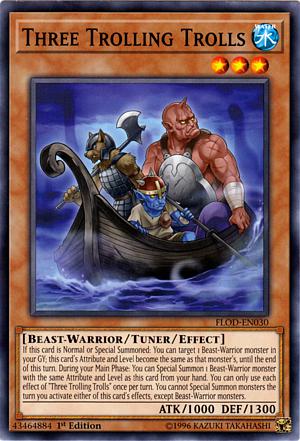 THREE TROLLING TROLLS
WATER
水
FLOD-EN030
[BEAST-WARRIOR/TUNER/EFFECT]
If this card is Normal or Special Summoned: You can target 1 Beast-Warrior monster in
your GY; this card's Attribute and Level become the same as that monster's, until the end
of this turn. During your Main Phase: You can Special Summon 1 Beast-Warrior monster
with the same Attribute and Level as this card from your hand. You can only use each
effect of "Three Trolling Trolls" once per turn. You cannot Special Summon monsters the
turn you activate either of this card's effects, except Beast-Warrior monsters.
ATK/1000 DEF/1300
43464884 1st Edition ©1996 KAZUKI TAKAHASHI